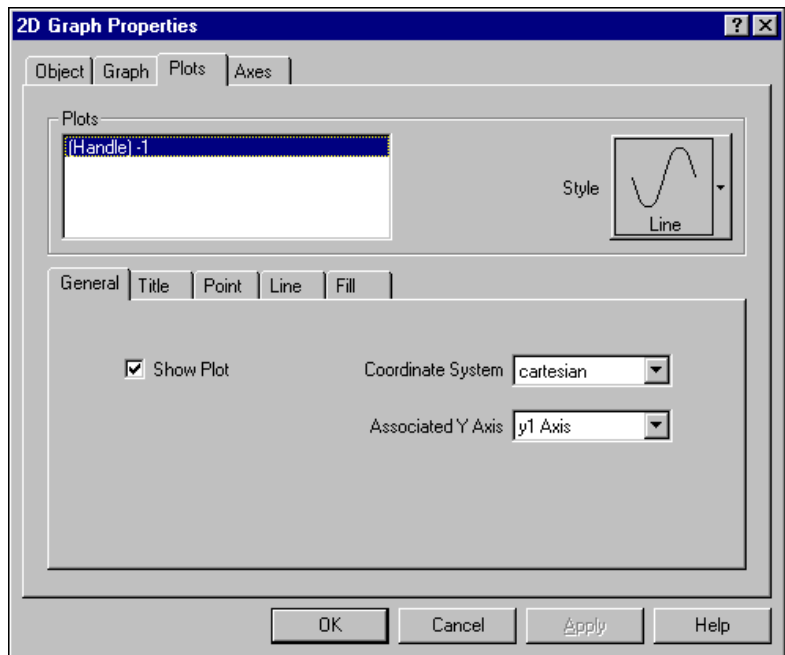 2D Graph Properties
Object Graph Plots Axes
Plots
(Handle) -1
Style
Line
General Title Point Line Fill
Show Plot
Coordinate System cartesian
Associated Y Axis y1 Axis
OK Cancel Apply Help